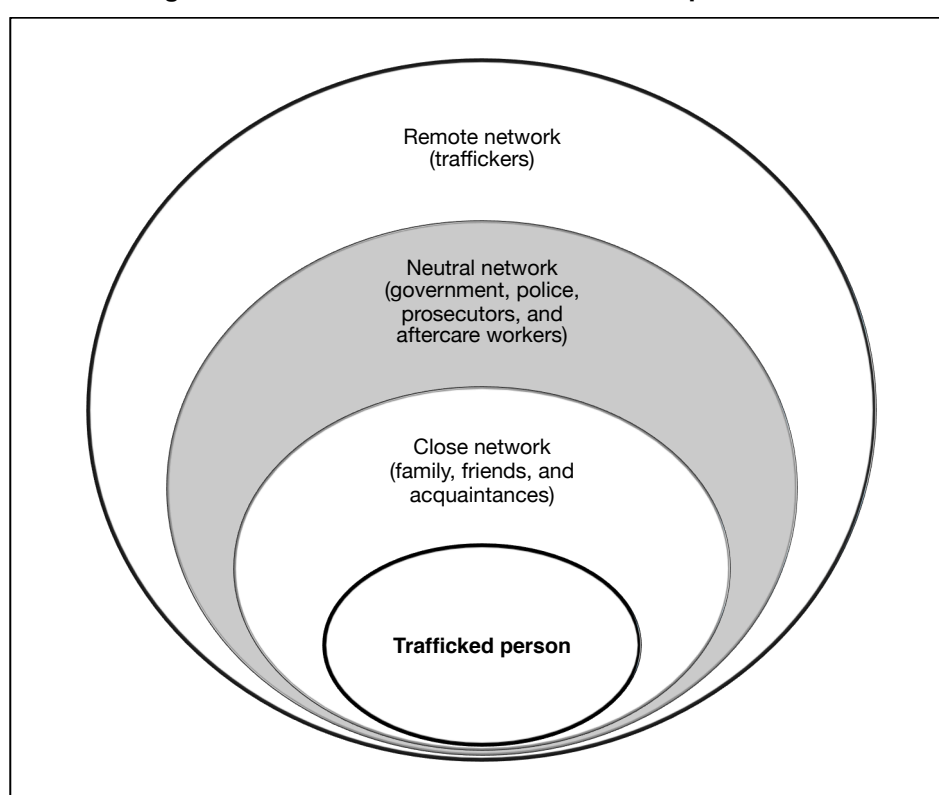 Remote network
(traffickers)
Neutral network
(government, police,
prosecutors, and
aftercare workers)
Close network
(family, friends, and
acquaintances)
Trafficked person